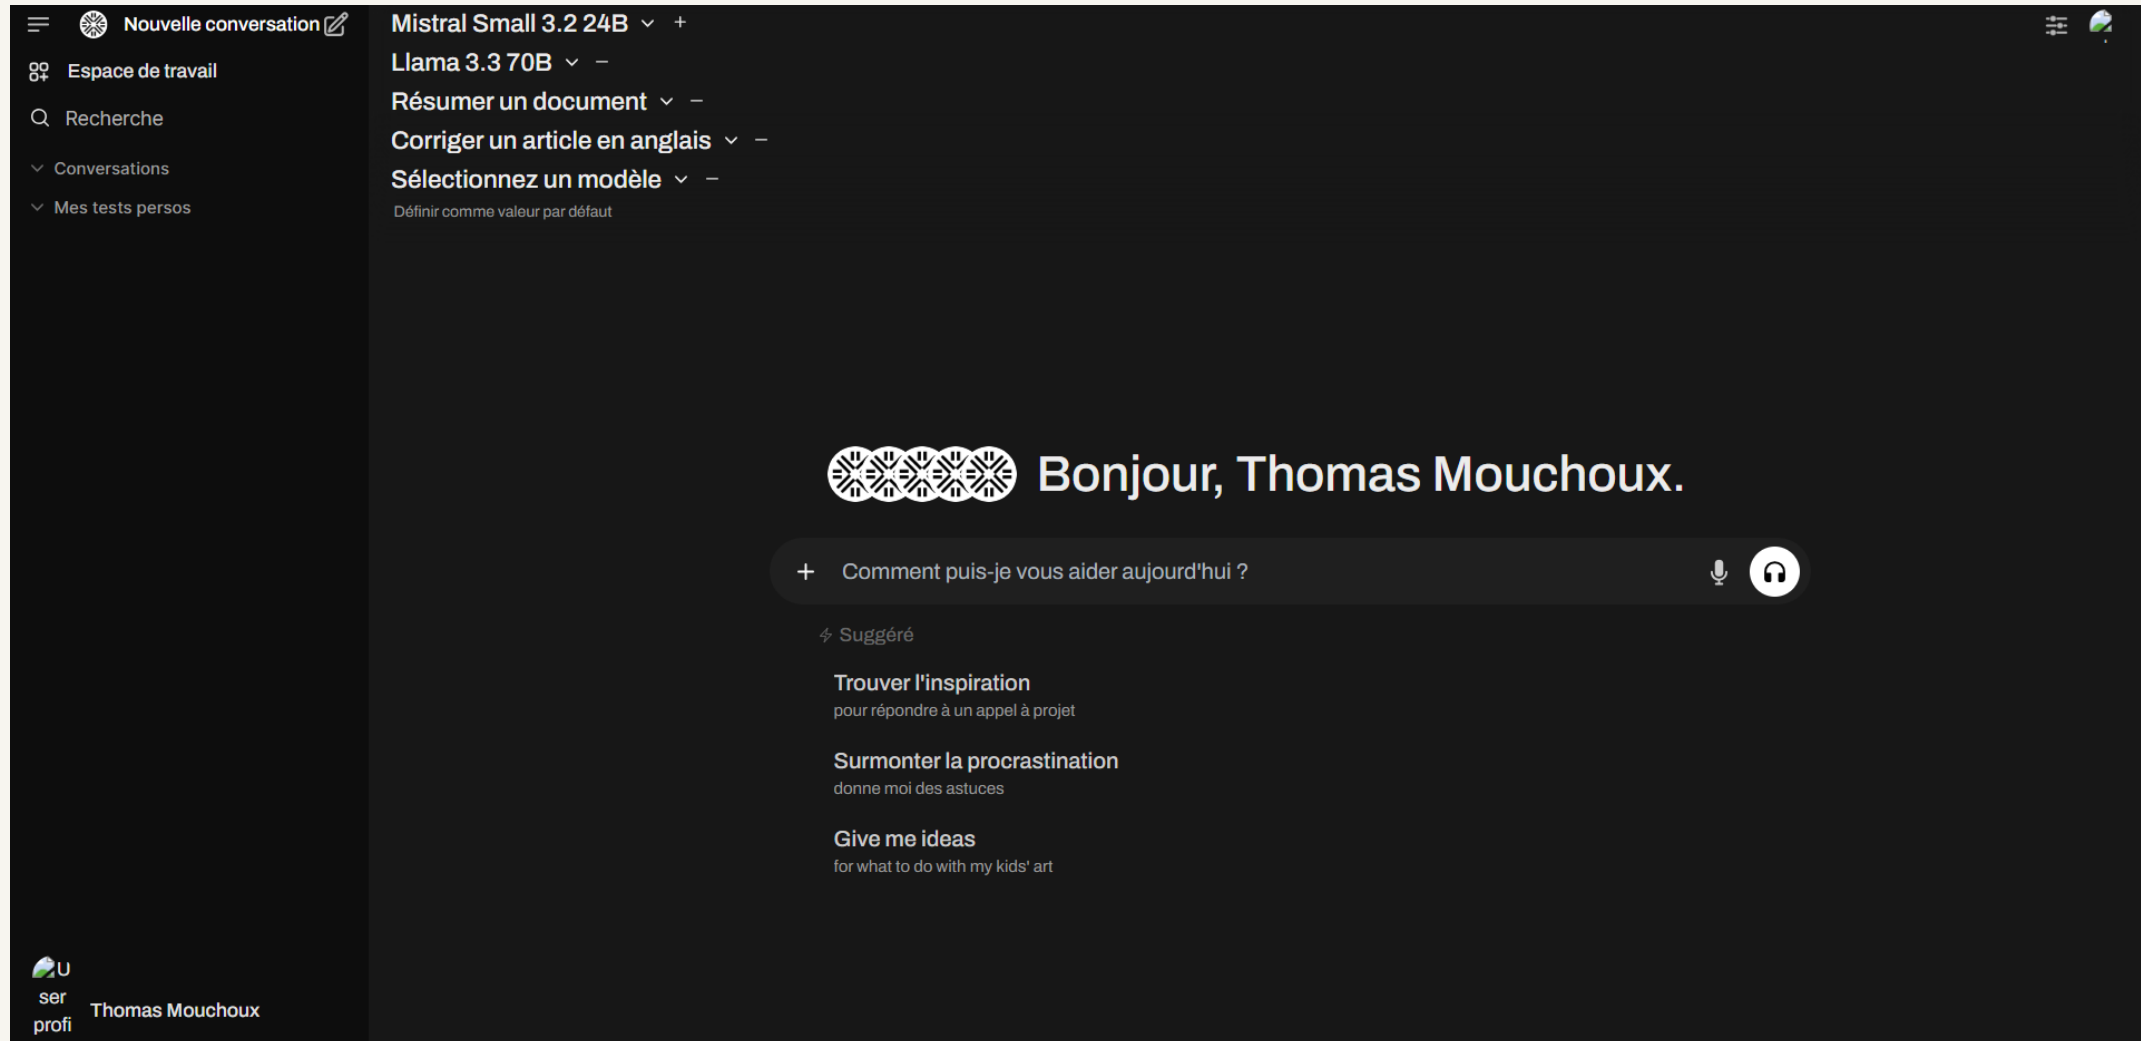 Nouvelle conversation
Espace de travail
Recherche
Conversations
Mes tests persos
Mistral Small 3.2 24B
Llama 3.3 70B
Résumer un document
Corriger un article en anglais
Sélectionnez un modèle
Définir comme valeur par défaut
Bonjour, Thomas Mouchoux.
Comment puis-je vous aider aujourd'hui ?
Suggéré
Trouver l'inspiration
pour répondre à un appel à projet
Surmonter la procrastination
donne moi des astuces
Give me ideas
for what to do with my kids' art
U
ser
profi
Thomas Mouchoux